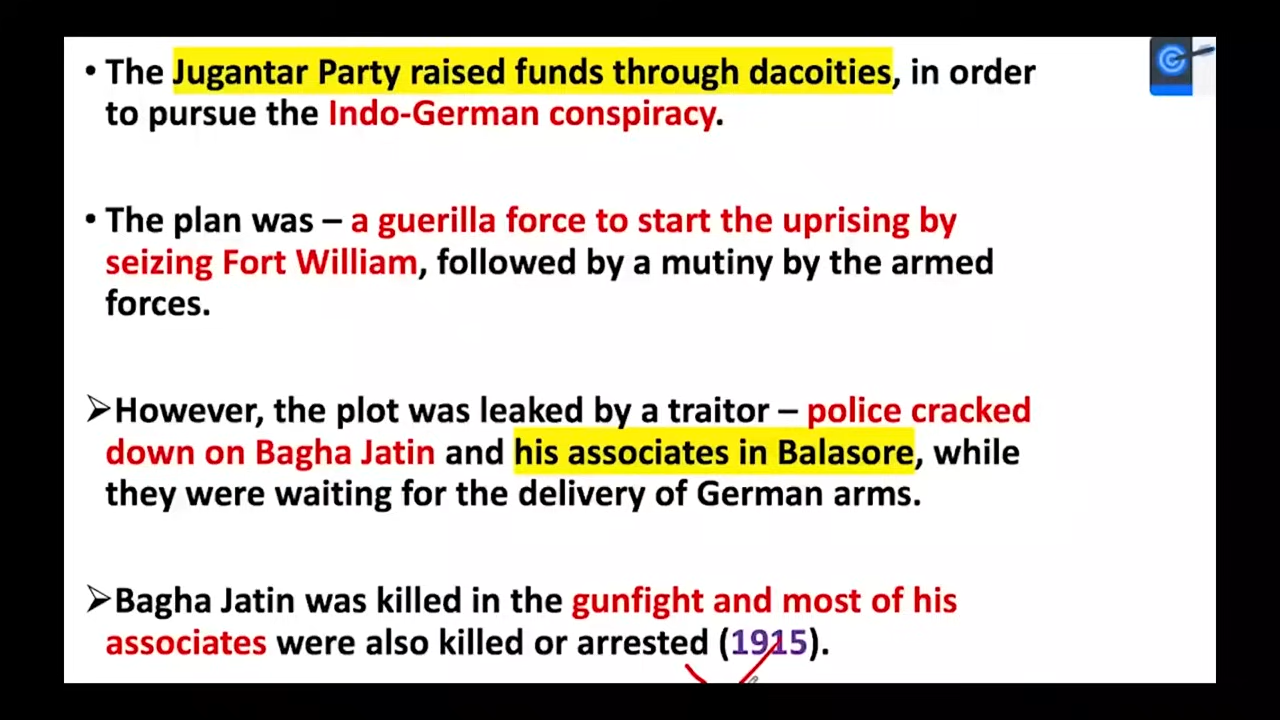 • The Jugantar Party raised funds through dacoities, in order
to pursue the Indo-German conspiracy.
• The plan was – a guerilla force to start the uprising by
seizing Fort William, followed by a mutiny by the armed
forces.
➢However, the plot was leaked by a traitor – police cracked
down on Bagha Jatin and his associates in Balasore, while
they were waiting for the delivery of German arms.
➢Bagha Jatin was killed in the gunfight and most of his
associates were also killed or arrested (1915).